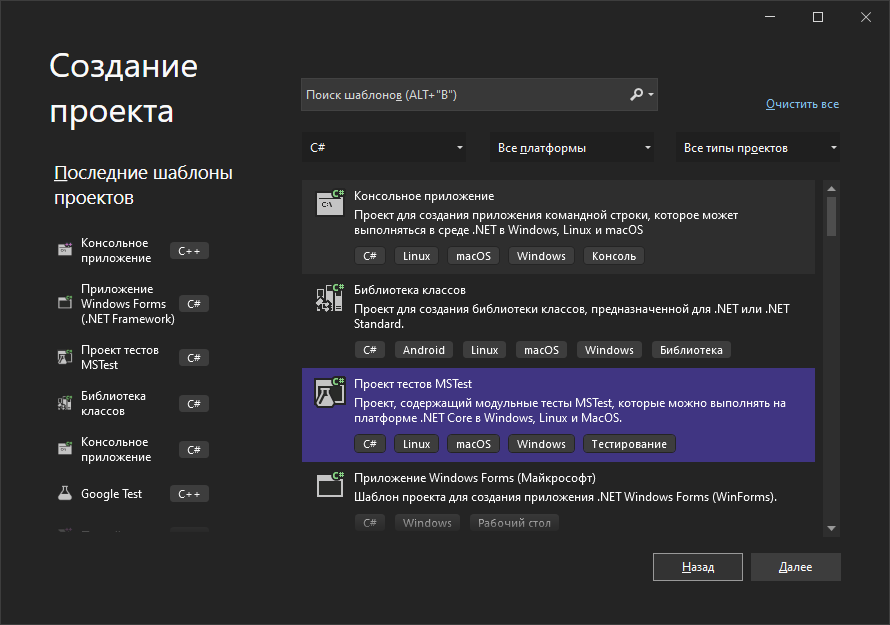 Создание
проекта
Поиск шаблонов (ALT+"В")
Очистить все
C#
Все платформы
Все типы проектов
Последние шаблоны
проектов
Консольное
приложение
C++
Приложение
Windows Forms
(.NET Framework)
C#
Проект тестов
MSTest
C#
Библиотека
классов
C#
Консольное
приложение
C#
Google Test
C++
Консольное приложение
Проект для создания приложения командной строки, которое может
выполняться в среде .NET в Windows, Linux и macOS
C# Linux macOS Windows Консоль
Библиотека классов
Проект для создания библиотеки классов, предназначенной для .NET или .NET
Standard.
C# Android Linux macOS Windows Библиотека
Проект тестов MSTest
Проект, содержащий модульные тесты MSTest, которые можно выполнять на
платформе .NET Core в Windows, Linux и MacOS.
C# Linux macOS Windows Тестирование
Приложение Windows Forms (Майкрософт)
Шаблон проекта для создания приложения .NET Windows Forms (WinForms).
C# Windows Рабочий стол
Назад
Далее